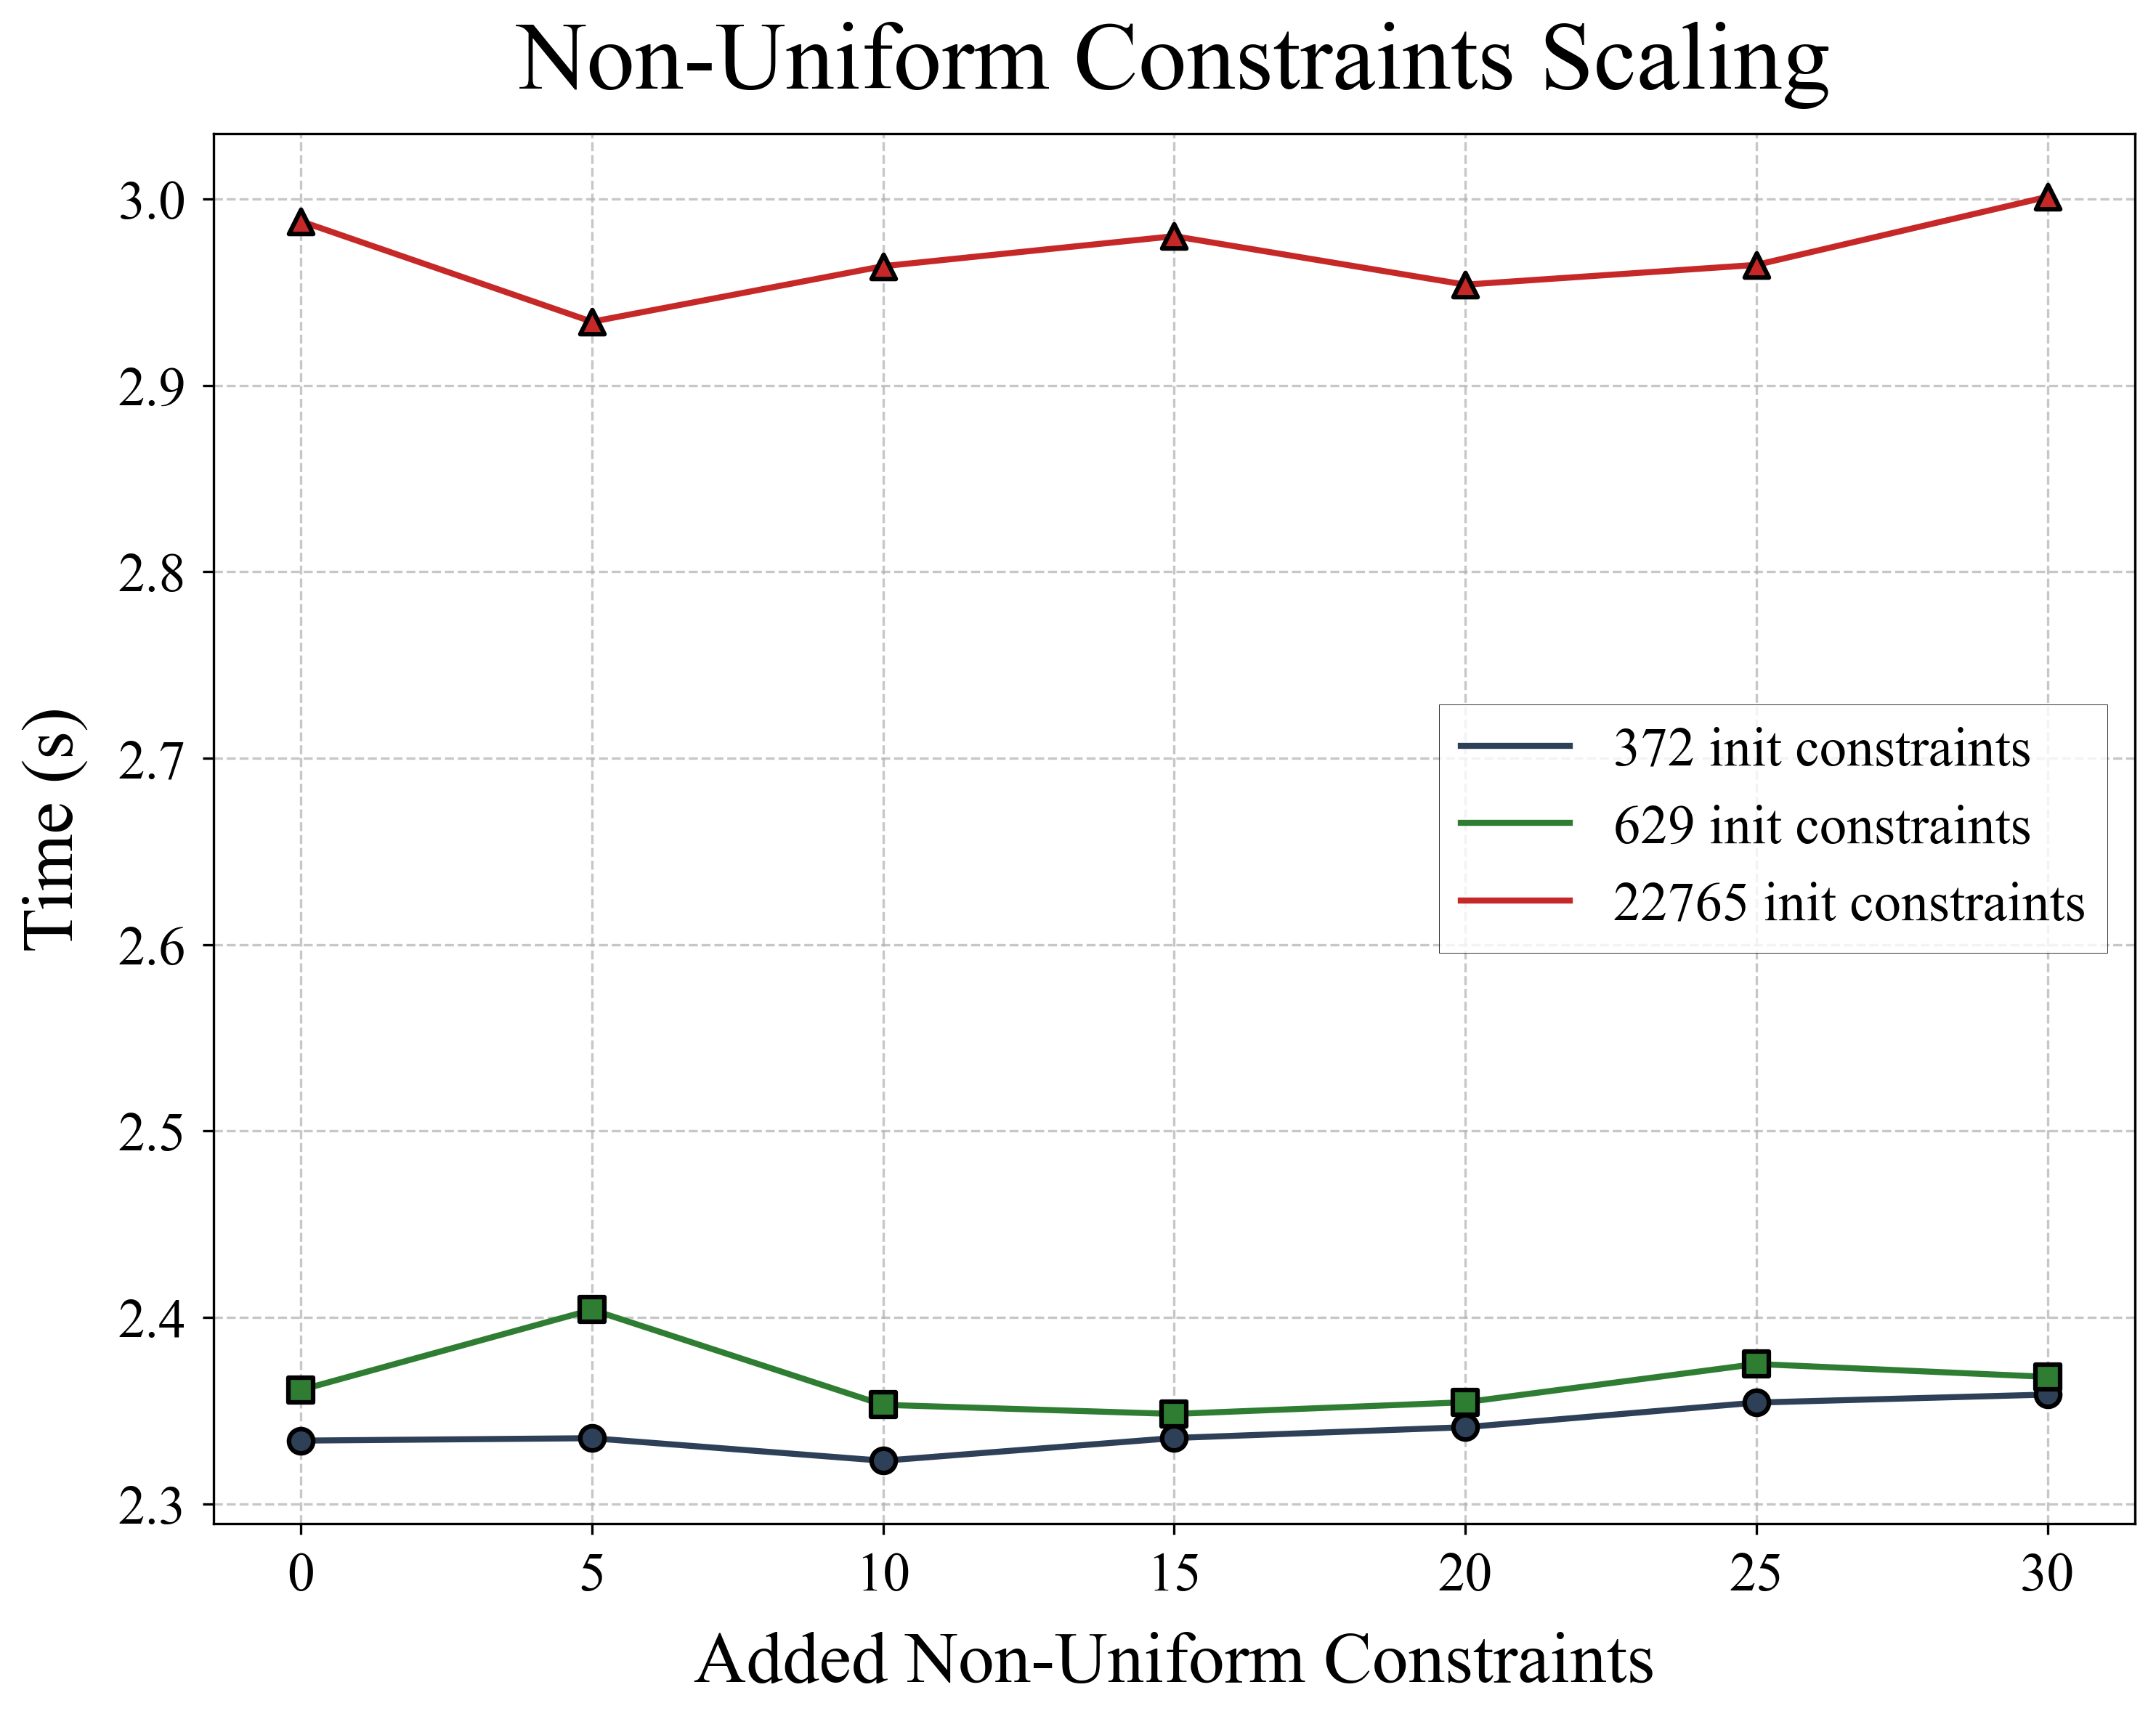 Non-Uniform Constraints Scaling
3.0
2.9
2.8
2.7
2.6
2.5
2.4
2.3
Time (s)
372 init constraints
629 init constraints
22765 init constraints
0 5 10 15 20 25 30
Added Non-Uniform Constraints